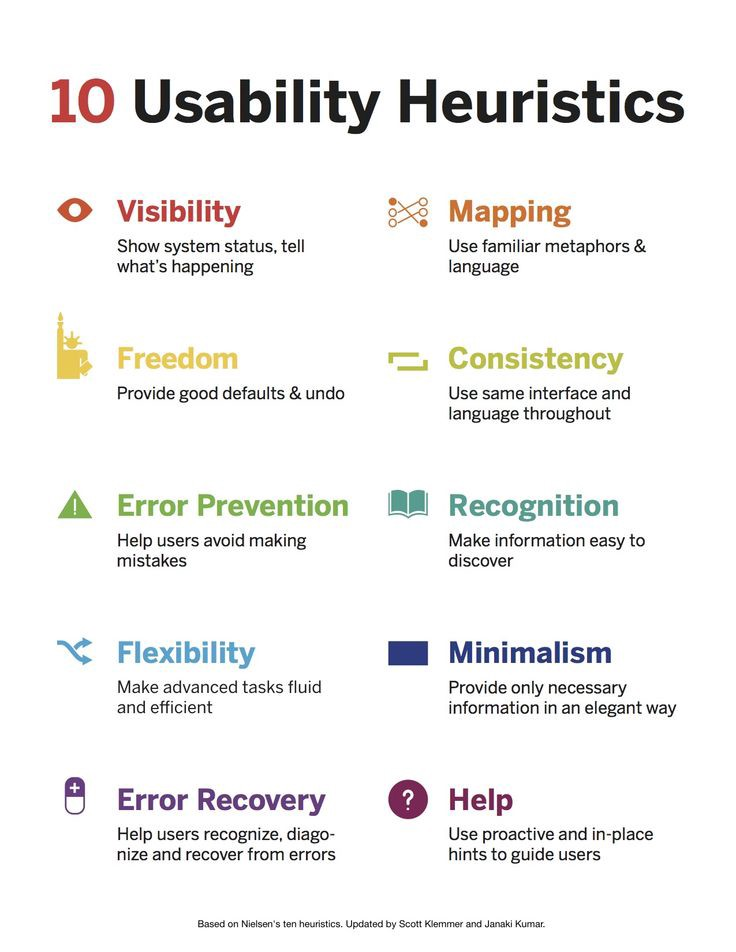 10 Usability Heuristics
Visibility
Show system status, tell
what's happening
Mapping
Use familiar metaphors &
language
Freedom
Provide good defaults & undo
Consistency
Use same interface and
language throughout
Error Prevention
Help users avoid making
mistakes
Recognition
Make information easy to
discover
Flexibility
Make advanced tasks fluid
and efficient
Minimalism
Provide only necessary
information in an elegant way
Error Recovery
Help users recognize, diago-
nize and recover from errors
?
Help
Use proactive and in-place
hints to guide users
Based on Nielsen's ten heuristics. Updated by Scott Klemmer and Janaki Kumar.